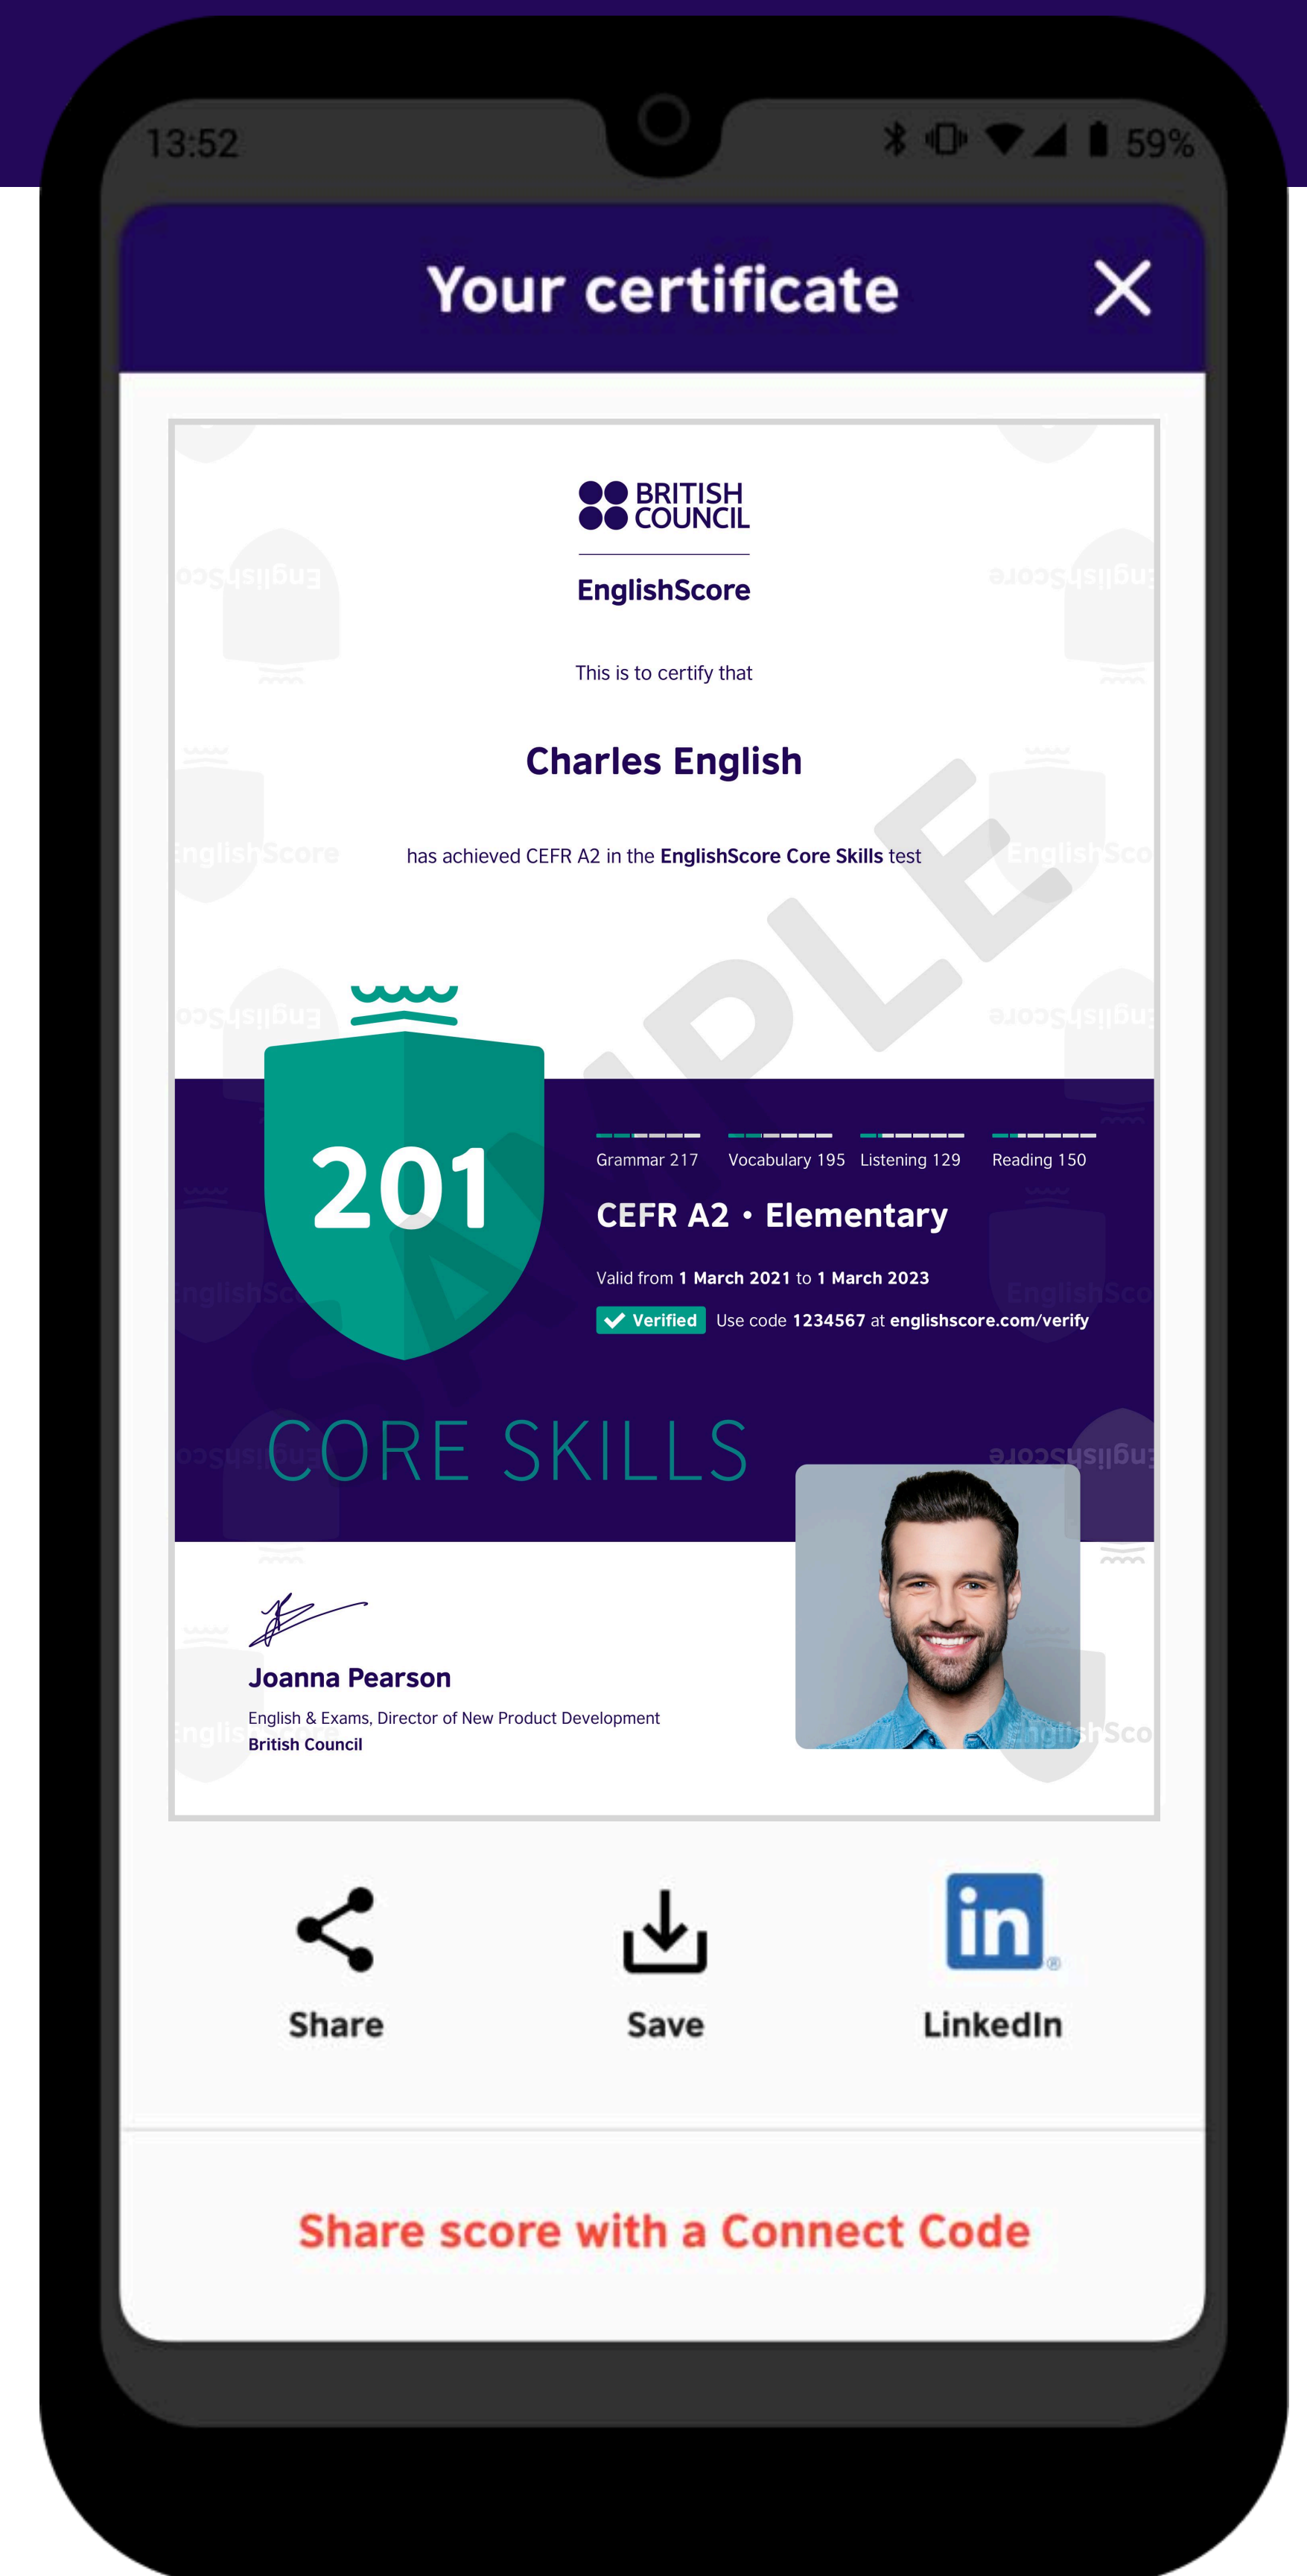 13:52
59%
Your certificate
BRITISH
COUNCIL
EnglishScore
This is to certify that
Charles English
has achieved CEFR A2 in the EnglishScore Core Skills test
SAMPLE
201
Grammar 217
Vocabulary 195
Listening 129
Reading 150
CEFR A2 • Elementary
Valid from 1 March 2021 to 1 March 2023
Verified
Use code 1234567 at englishscore.com/verify
CORE SKILLS
Joanna Pearson
English & Exams, Director of New Product Development
British Council
EnglishScore
EnglishScore
EnglishScore
EnglishScore
in
®
Share
Save
LinkedIn
Share score with a Connect Code